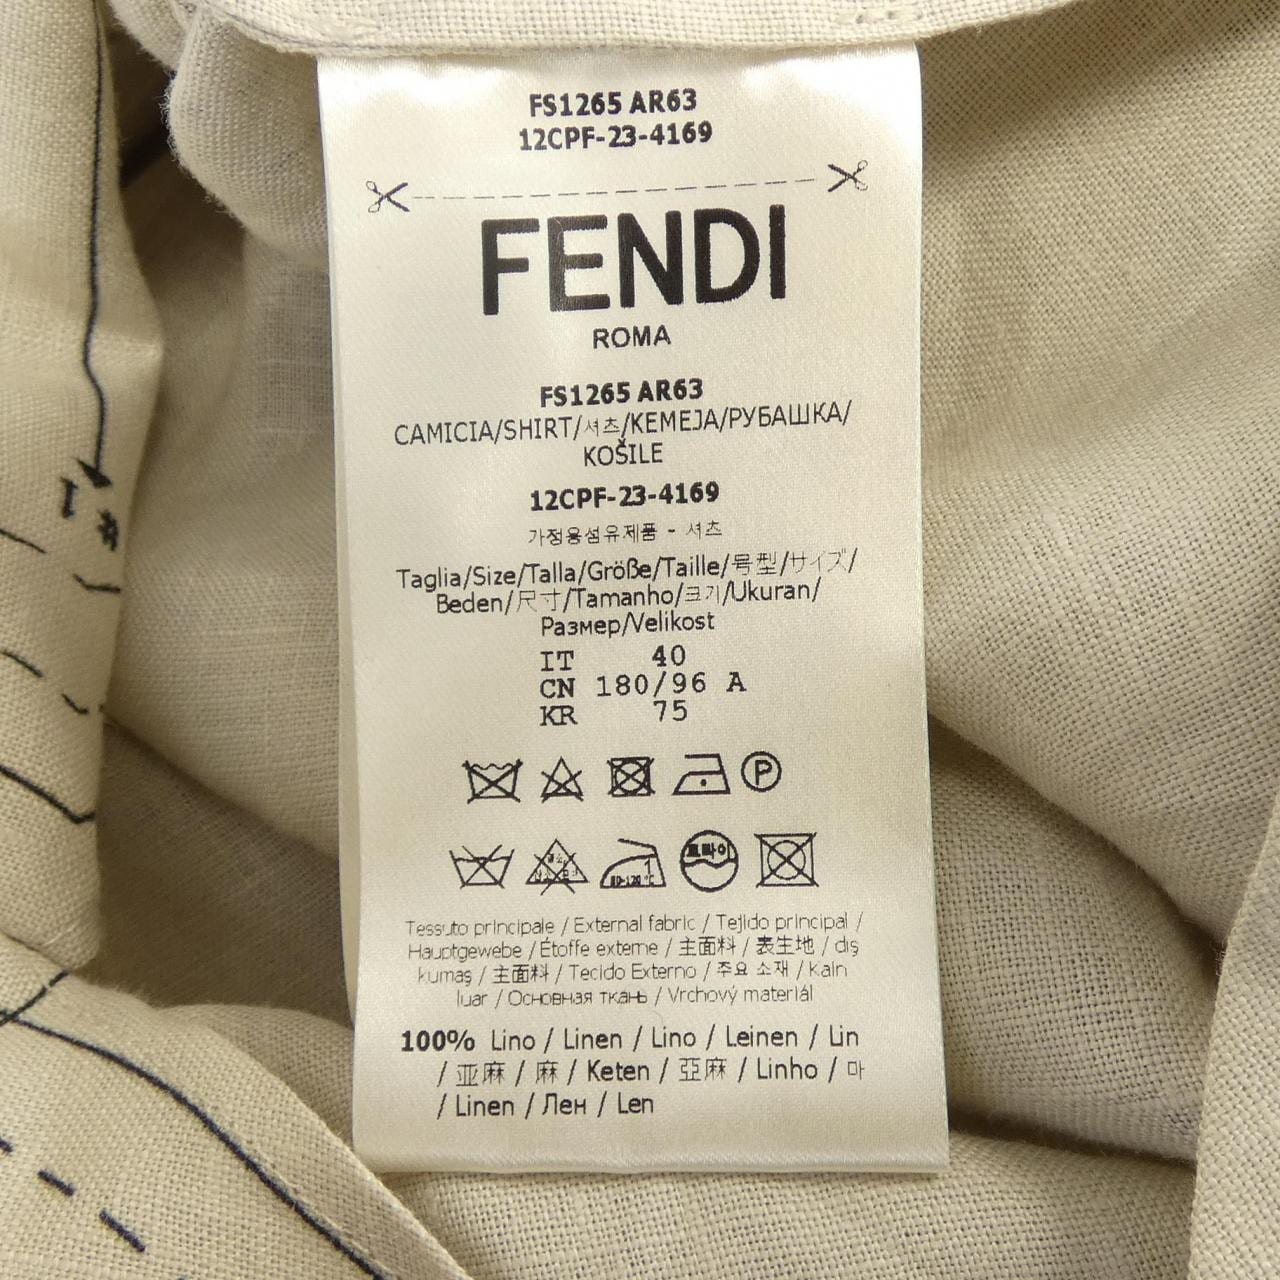 FS1265 AR63
12CPF-23-4169
FENDI
ROMA
FS1265 AR63
CAMICIA/SHIRT/셔츠/KEMEJA/РУБАШКА/
KOŠILE
12CPF-23-4169
가정용섬유제품 - 셔츠
Taglia/Size/Talla/Größe/Taille/号型/サイズ/
Beden/尺寸/Tamanho/크기/Ukuran/
Размер/Velikost
IT 40
CN 180/96 A
KR 75
P
드라이
80-120℃
Tessuto principale / External fabric / Tejido principal /
Hauptgewebe / Étoffe externe / 主面料 / 表生地 / dış
kumaş / 主面料 / Tecido Externo / 주요 소재 / Kain
luar / Основная ткань / Vrchový materiál
100% Lino / Linen / Lino / Leinen / Lin
/ 亚麻 / 麻 / Keten / 亞麻 / Linho / 마
/ Linen / Лен / Len